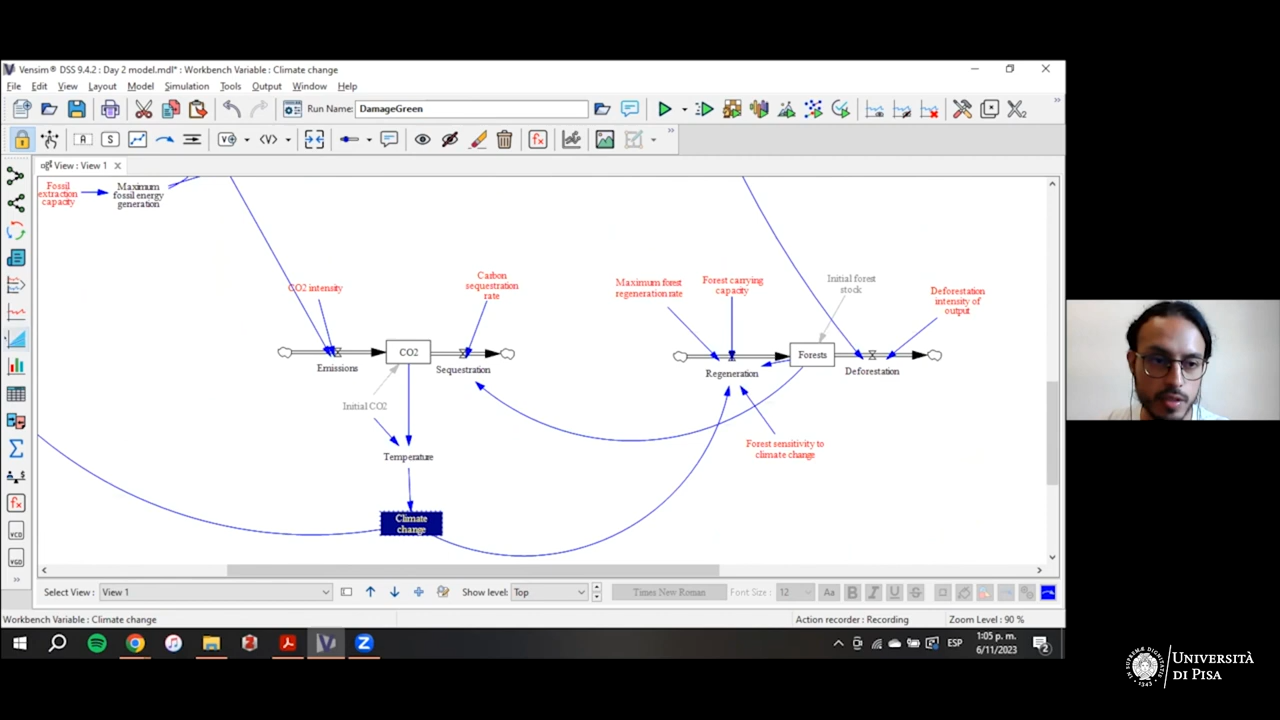 Vensim® DSS 9.4.2 : Day 2 model.mdl* : Workbench Variable : Climate change
File Edit View Layout Model Simulation Tools Output Window Help
Run Name: DamageGreen
View : View 1
Fossil
extraction
capacity
Maximum
fossil energy
generation
CO2 intensity
Carbon
sequestration
rate
Maximum forest
regeneration rate
Forest carrying
capacity
Initial forest
stock
Deforestation
intensity of
output
CO2
Forests
Emissions
Sequestration
Regeneration
Deforestation
Initial CO2
Temperature
Forest sensitivity to
climate change
Climate
change
Select View: View 1
Show level: Top
Times New Roman
Font Size : 12
Aa B I U S
Workbench Variable : Climate change
Action recorder : Recording
Zoom Level : 90 %
ESP
1:05 p. m.
6/11/2023
2
UNIVERSITÀ
DI PISA